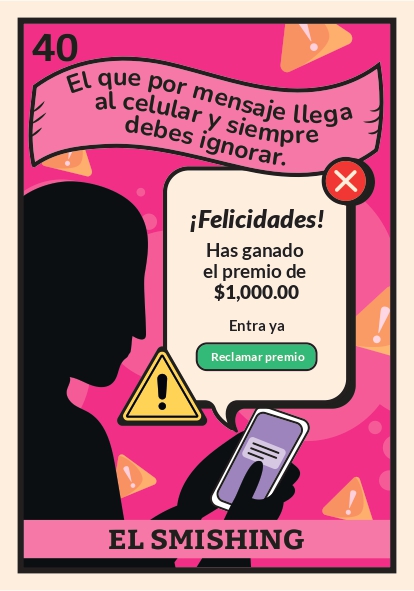 40
El que por mensaje llega
al celular y siempre
debes ignorar.
¡Felicidades!
Has ganado
el premio de
$1,000.00
Entra ya
Reclamar premio
EL SMISHING